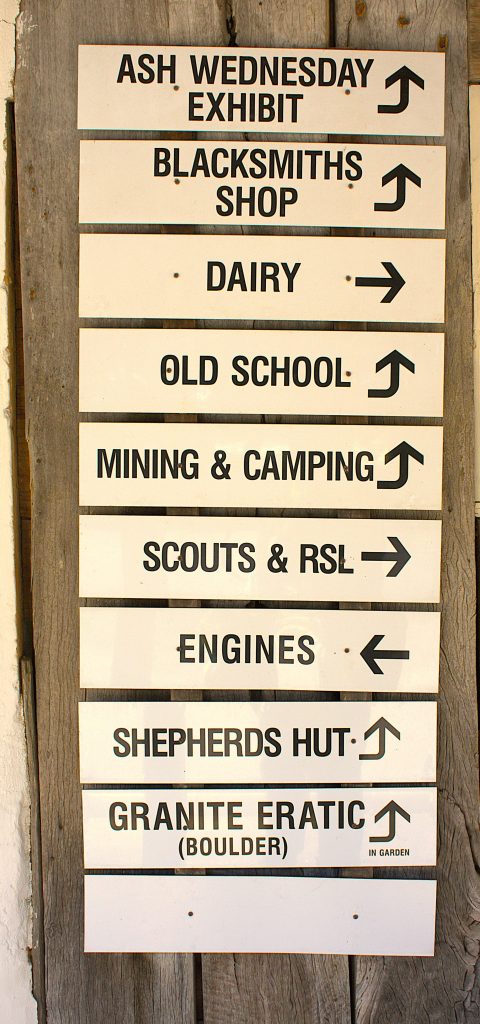 ASH WEDNESDAY
EXHIBIT
BLACKSMITHS
SHOP
DAIRY
OLD SCHOOL
MINING & CAMPING
SCOUTS & RSL
ENGINES
SHEPHERDS HUT
GRANITE ERATIC
(BOULDER)
IN GARDEN